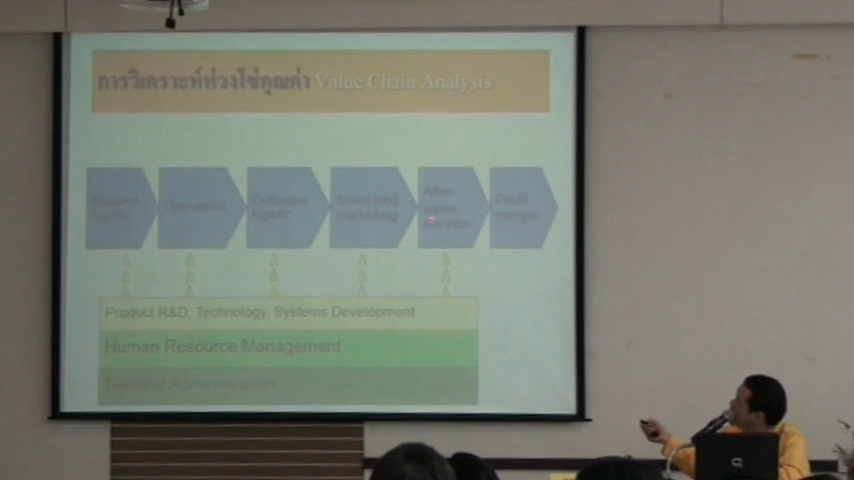 การวิเคราะห์ห่วงโซ่คุณค่า Value Chain Analysis
Inbound
logistic
Operations
Outbound
logistic
Sales and
marketing
After-
sales
Service
Profit
margin
Product R&D, Technology, Systems Development
Human Resource Management
General Administration